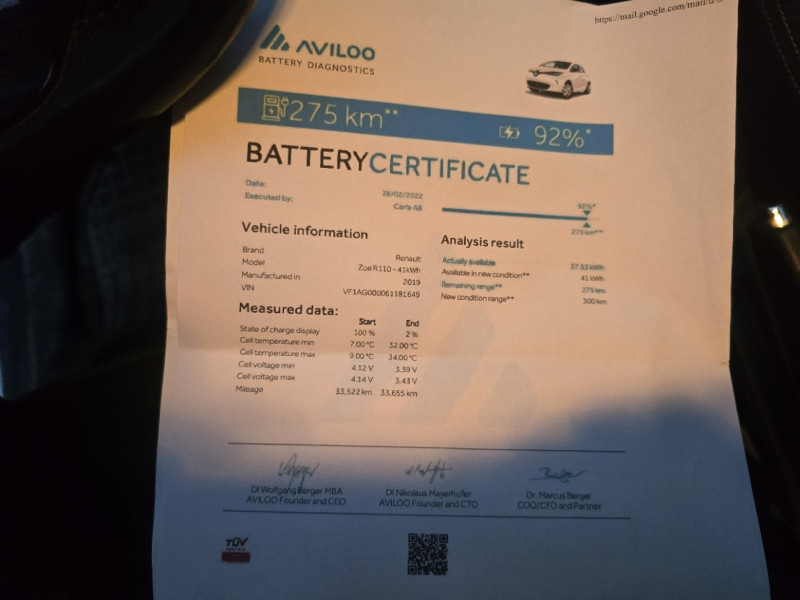 https://mail.google.com/mail/u/
AVILOO
BATTERY DIAGNOSTICS
275 km**
92%*
BATTERYCERTIFICATE
Date: 28/02/2022
Executed by: Carla AB
92%*
275 km**
Vehicle information
Brand Renault
Model Zoe R110 - 41kWh
Manufactured in 2019
VIN VF1AG000061181649
Analysis result
Actually available 37.53 kWh
Available in new condition** 41 kWh
Remaining range** 275 km
New condition range** 300 km
Measured data:
Start End
State of charge display 100 % 2 %
Cell temperature min 7.00 °C 32.00 °C
Cell temperature max 9.00 °C 34.00 °C
Cell voltage min 4.12 V 3.39 V
Cell voltage max 4.14 V 3.43 V
Mileage 33,522 km 33,655 km
DI Wolfgang Berger MBA
AVILOO Founder and CEO
DI Nikolaus Mayerhofer
AVILOO Founder and CTO
Dr. Marcus Berger
COO/CFO and Partner
TÜV